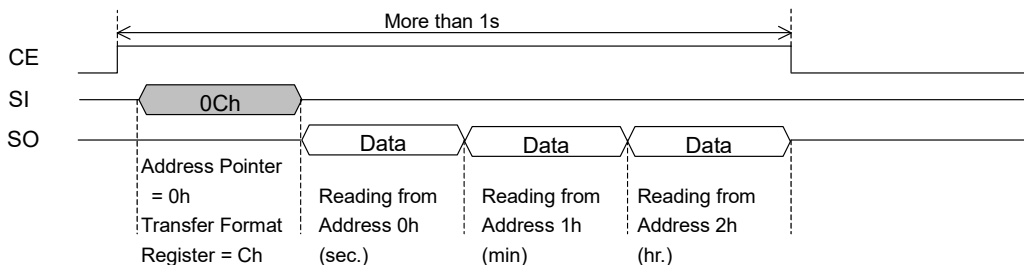 More than 1s
CE
SI
0Ch
SO
Data
Data
Data
Address Pointer
= 0h
Transfer Format
Register = Ch
Reading from
Address 0h
(sec.)
Reading from
Address 1h
(min)
Reading from
Address 2h
(hr.)